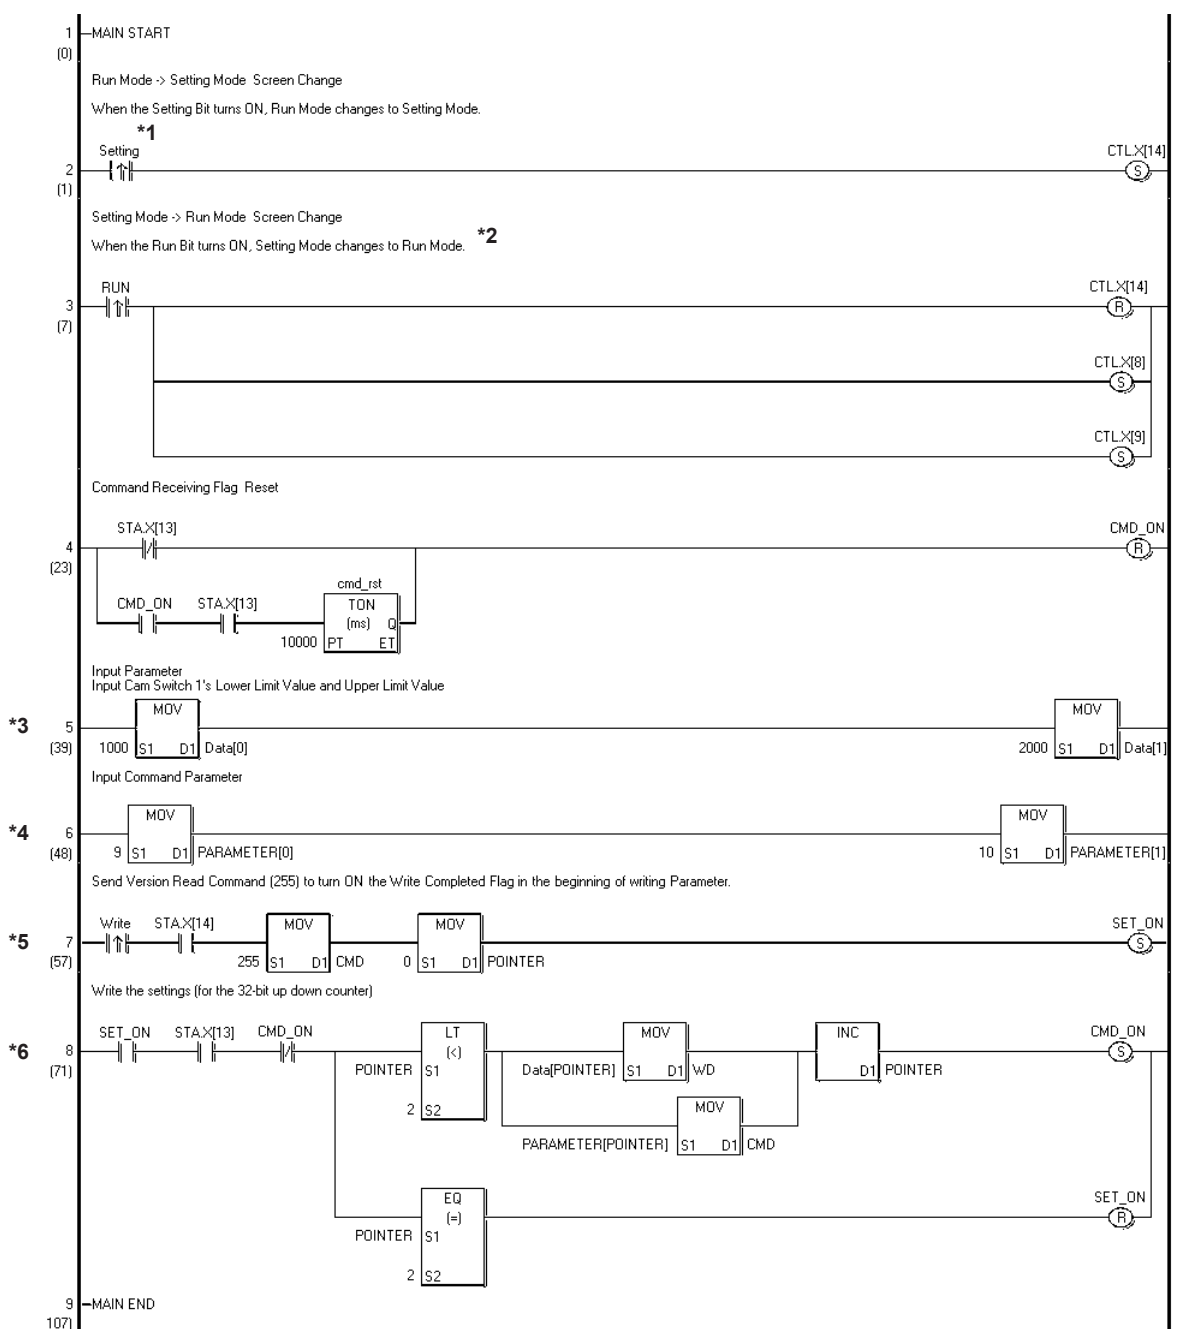 1 MAIN START
(0)
Run Mode -> Setting Mode Screen Change
When the Setting Bit turns ON, Run Mode changes to Setting Mode.
*1
Setting CTL.X[14]
2 S
(1)
Setting Mode -> Run Mode Screen Change
When the Run Bit turns ON, Setting Mode changes to Run Mode. *2
RUN CTL.X[14]
3 R
(7)
CTL.X[8]
S
CTL.X[9]
S
Command Receiving Flag Reset
STA.X[13] CMD_ON
4 R
(23)
cmd_rst
CMD_ON STA.X[13] TON
(ms) Q
10000 PT ET
Input Parameter
Input Cam Switch 1's Lower Limit Value and Upper Limit Value
MOV MOV
*3 5
(39) 1000 S1 D1 Data[0] 2000 S1 D1 Data[1]
Input Command Parameter
MOV MOV
*4 6
(48) 9 S1 D1 PARAMETER[0] 10 S1 D1 PARAMETER[1]
Send Version Read Command (255) to turn ON the Write Completed Flag in the beginning of writing Parameter.
Write STA.X[14] MOV MOV SET_ON
*5 7 S
(57) 255 S1 D1 CMD 0 S1 D1 POINTER
Write the settings (for the 32-bit up down counter)
SET_ON STA.X[13] CMD_ON LT MOV INC CMD_ON
*6 8 (<) S
(71) POINTER S1 Data[POINTER] S1 D1 WD D1 POINTER
2 S2 MOV
PARAMETER[POINTER] S1 D1 CMD
EQ SET_ON
(=) R
POINTER S1
2 S2
9 MAIN END
107)